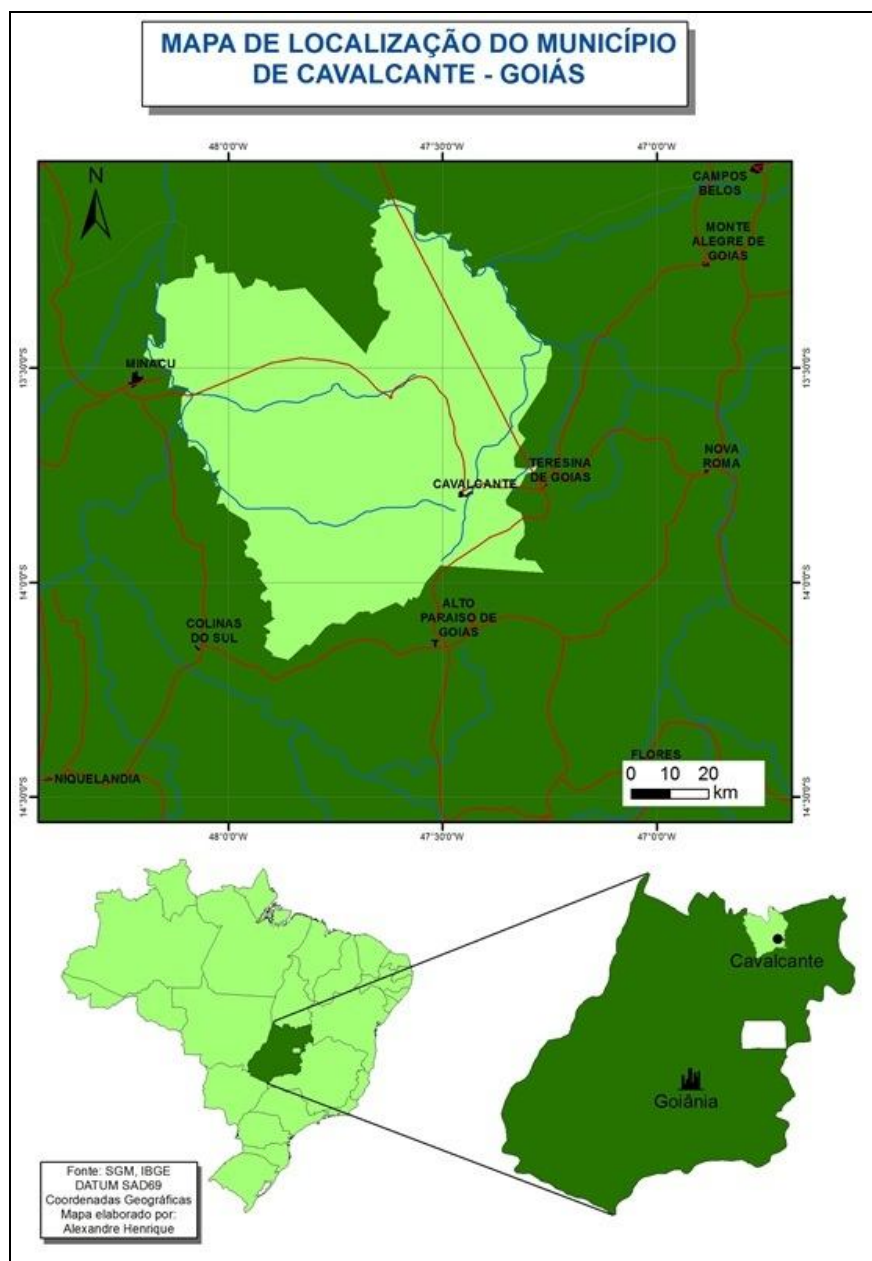 MAPA DE LOCALIZAÇÃO DO MUNICÍPIO
DE CAVALCANTE - GOIÁS
48°0'0"W
47°30'0"W
47°0'0"W
N
CAMPOS
BELOS
MONTE
ALEGRE DE
GOIAS
13°30'S
MINACU
13°30'S
TERESINA
DE GOIAS
NOVA
ROMA
CAVALCANTE
14°0'0"S
14°0'0"S
ALTO
PARAISO DE
GOIAS
COLINAS
DO SUL
FLORES
0 10 20
km
NIQUELANDIA
14°30'S
14°30'S
48°0'0"W
47°30'0"W
47°0'0"W
Cavalcante
Goiânia
Fonte: SGM, IBGE
DATUM SAD69
Coordenadas Geográficas
Mapa elaborado por:
Alexandre Henrique